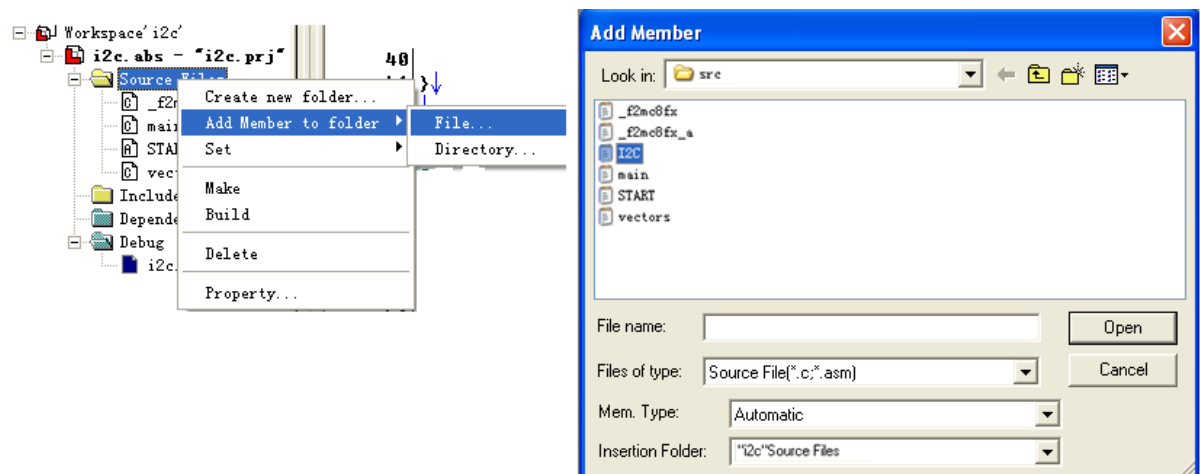 Workspace'i2c'
i2c.abs - "i2c.prj"
Source Files
_f2m
main
STAR
vec
Include
Depende
Debug
i2c.
40
}
Create new folder...
Add Member to folder
Set
Make
Build
Delete
Property...
File...
Directory...
Add Member
Look in: src
_f2mc8fx
_f2mc8fx_a
I2C
main
START
vectors
File name:
Open
Files of type: Source File(*.c;*.asm)
Cancel
Mem. Type: Automatic
Insertion Folder: "i2c"Source Files